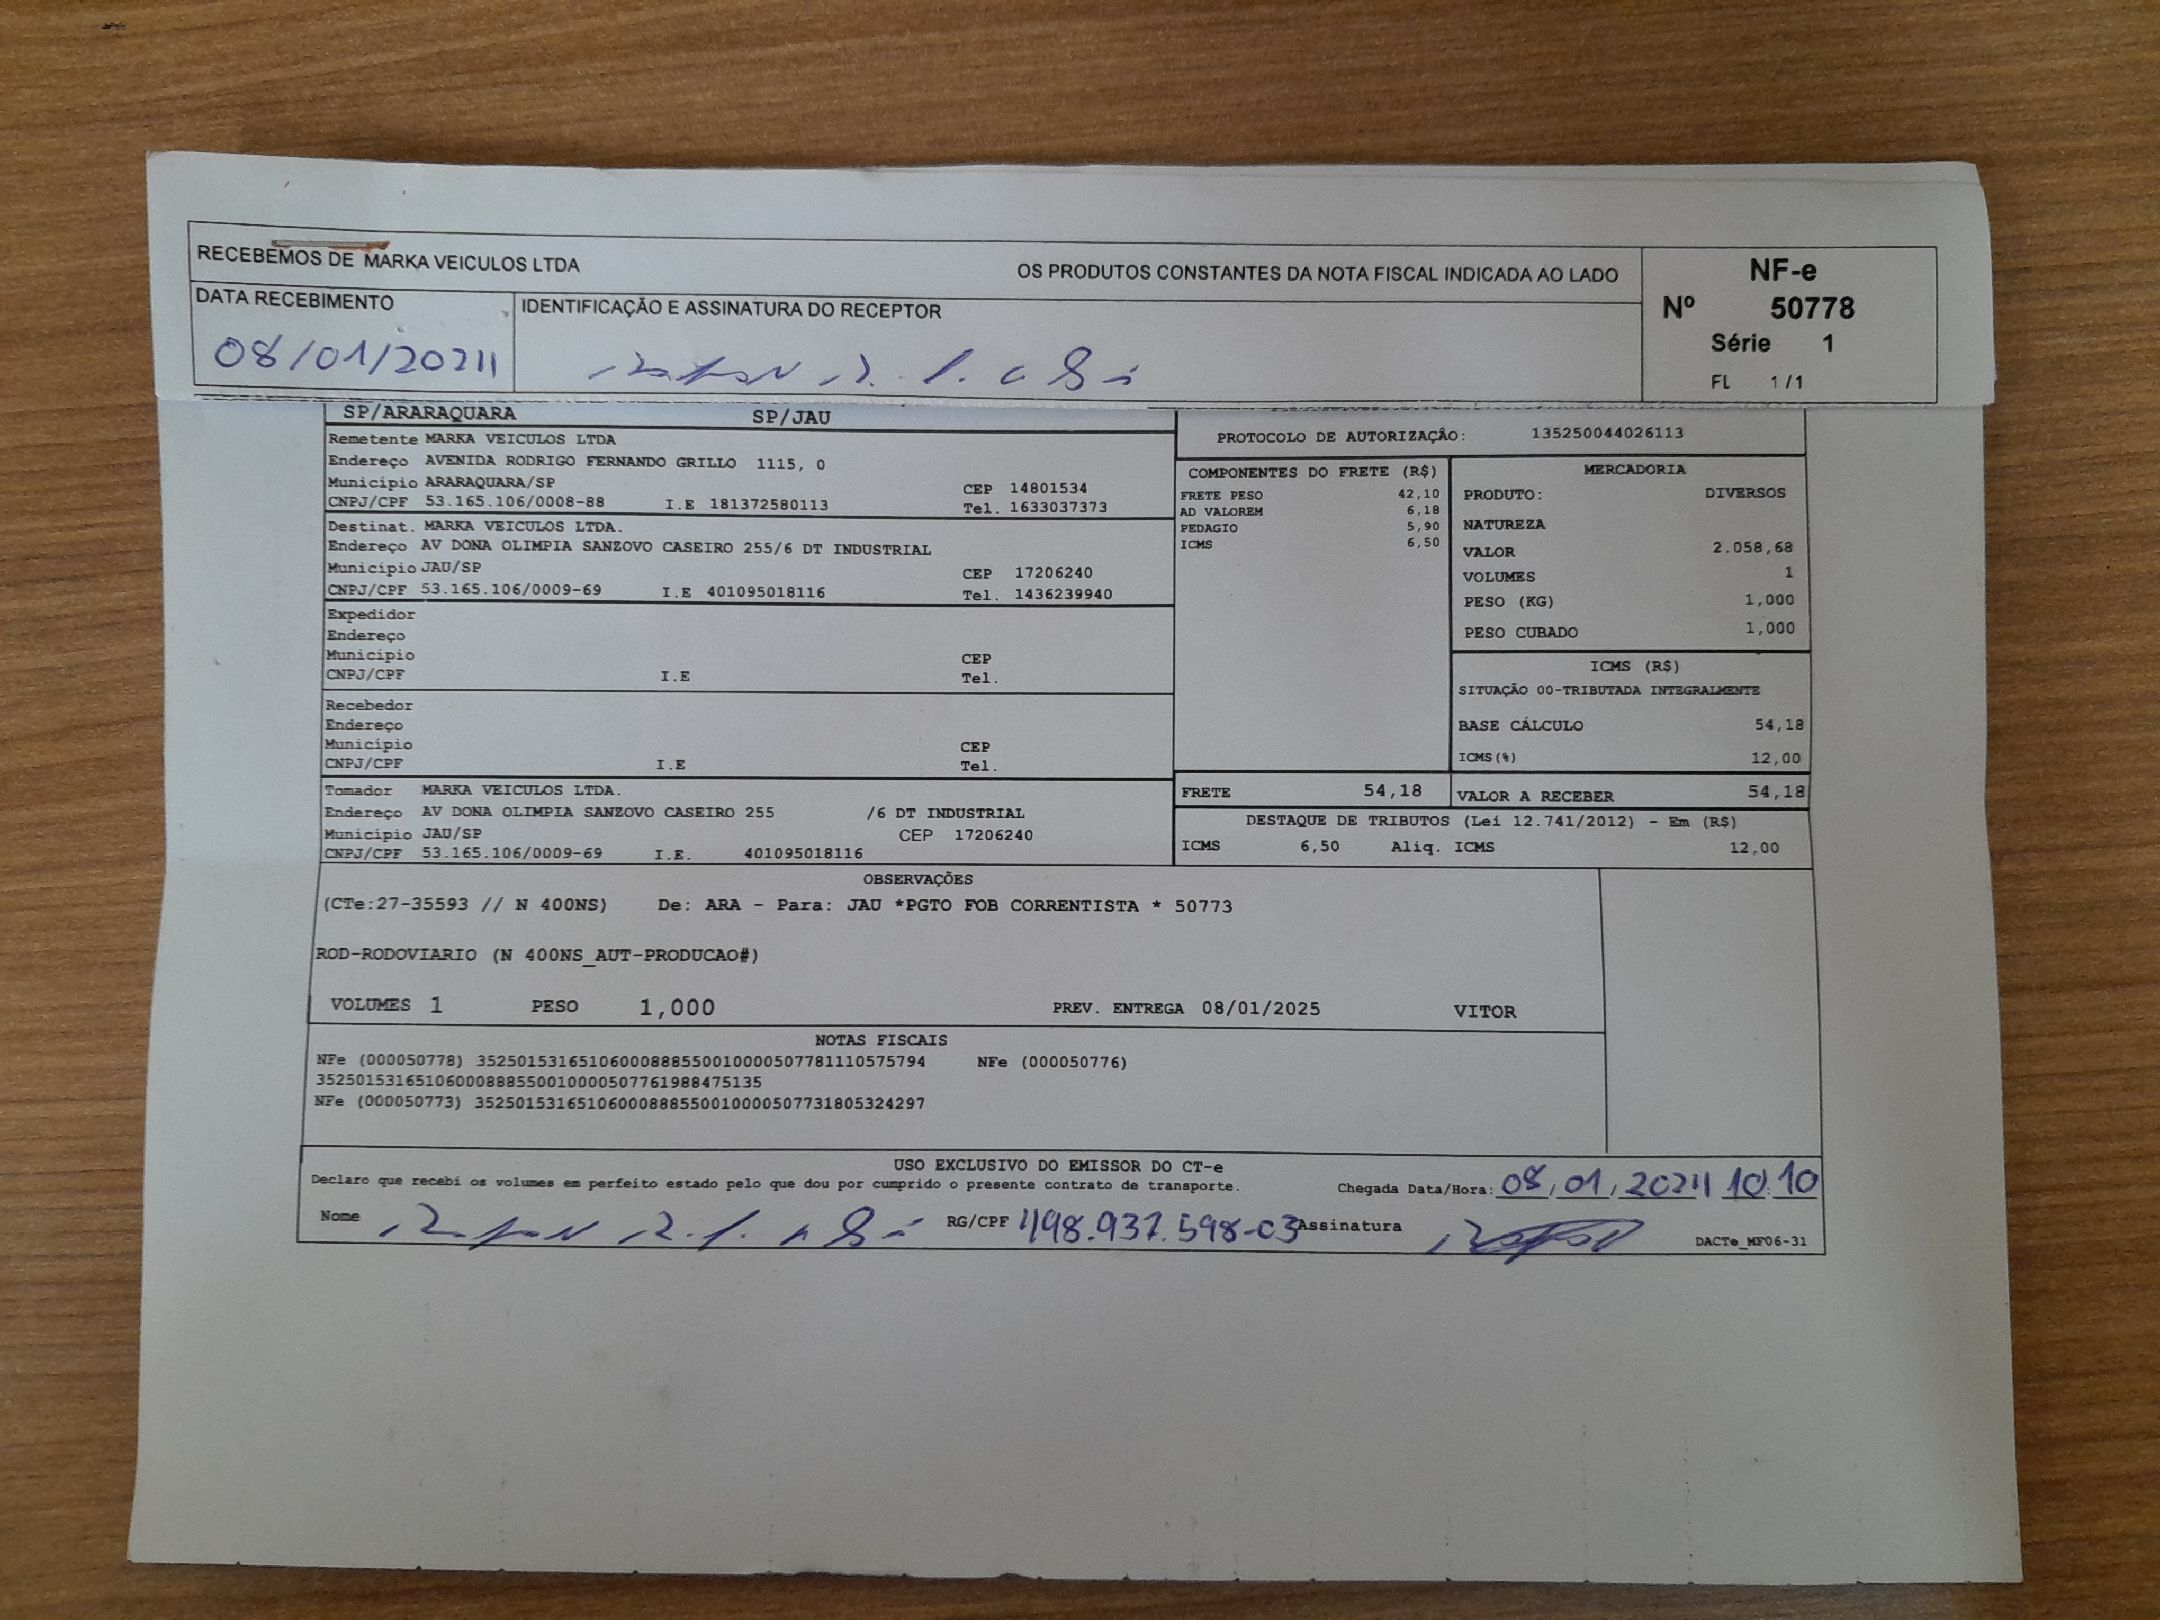 RECEBEMOS DE MARKA VEICULOS LTDA OS PRODUTOS CONSTANTES DA NOTA FISCAL INDICADA AO LADO
NF-e
Nº 50778
Série 1
FL 1 / 1
DATA RECEBIMENTO IDENTIFICAÇÃO E ASSINATURA DO RECEPTOR
08/01/2024
SP/ARARAQUARA SP/JAU
Remetente MARKA VEICULOS LTDA
Endereço AVENIDA RODRIGO FERNANDO GRILLO 1115, 0
Município ARARAQUARA/SP CEP 14801534
CNPJ/CPF 53.165.106/0008-88 I.E 181372580113 Tel. 1633037373
Destinat. MARKA VEICULOS LTDA.
Endereço AV DONA OLIMPIA SANZOVO CASEIRO 255/6 DT INDUSTRIAL
Município JAU/SP CEP 17206240
CNPJ/CPF 53.165.106/0009-69 I.E 401095018116 Tel. 1436239940
Expedidor
Endereço
Município CEP
CNPJ/CPF I.E Tel.
Recebedor
Endereço
Município CEP
CNPJ/CPF I.E Tel.
Tomador MARKA VEICULOS LTDA.
Endereço AV DONA OLIMPIA SANZOVO CASEIRO 255 /6 DT INDUSTRIAL
Município JAU/SP CEP 17206240
CNPJ/CPF 53.165.106/0009-69 I.E. 401095018116
PROTOCOLO DE AUTORIZAÇÂO: 135250044026113
COMPONENTES DO FRETE (R$)
FRETE PESO 42,10
AD VALOREM 6,18
PEDAGIO 5,90
ICMS 6,50
MERCADORIA
PRODUTO: DIVERSOS
NATUREZA
VALOR 2.058,68
VOLUMES 1
PESO (KG) 1,000
PESO CUBADO 1,000
ICMS (R$)
SITUAÇÃO 00-TRIBUTADA INTEGRALMENTE
BASE CÁLCULO 54,18
ICMS(%) 12,00
FRETE 54,18 VALOR A RECEBER 54,18
DESTAQUE DE TRIBUTOS (Lei 12.741/2012) - Em (R$)
ICMS 6,50 Aliq. ICMS 12,00
OBSERVAÇÕES
(CTe:27-35593 // N 400NS) De: ARA - Para: JAU *PGTO FOB CORRENTISTA * 50773
ROD-RODOVIARIO (N 400NS_AUT-PRODUCAO#)
VOLUMES 1 PESO 1,000 PREV. ENTREGA 08/01/2025 VITOR
NOTAS FISCAIS
NFe (000050778) 35250153165106000888550010000507781110575794 NFe (000050776)
35250153165106000888550010000507761988475135
NFe (000050773) 35250153165106000888550010000507731805324297
USO EXCLUSIVO DO EMISSOR DO CT-e
Declaro que recebi os volumes em perfeito estado pelo que dou por cumprido o presente contrato de transporte. Chegada Data/Hora: 08/01/2024 10:10
Nome RG/CPF 498.937.598-03 Assinatura
DACTe_MF06-31